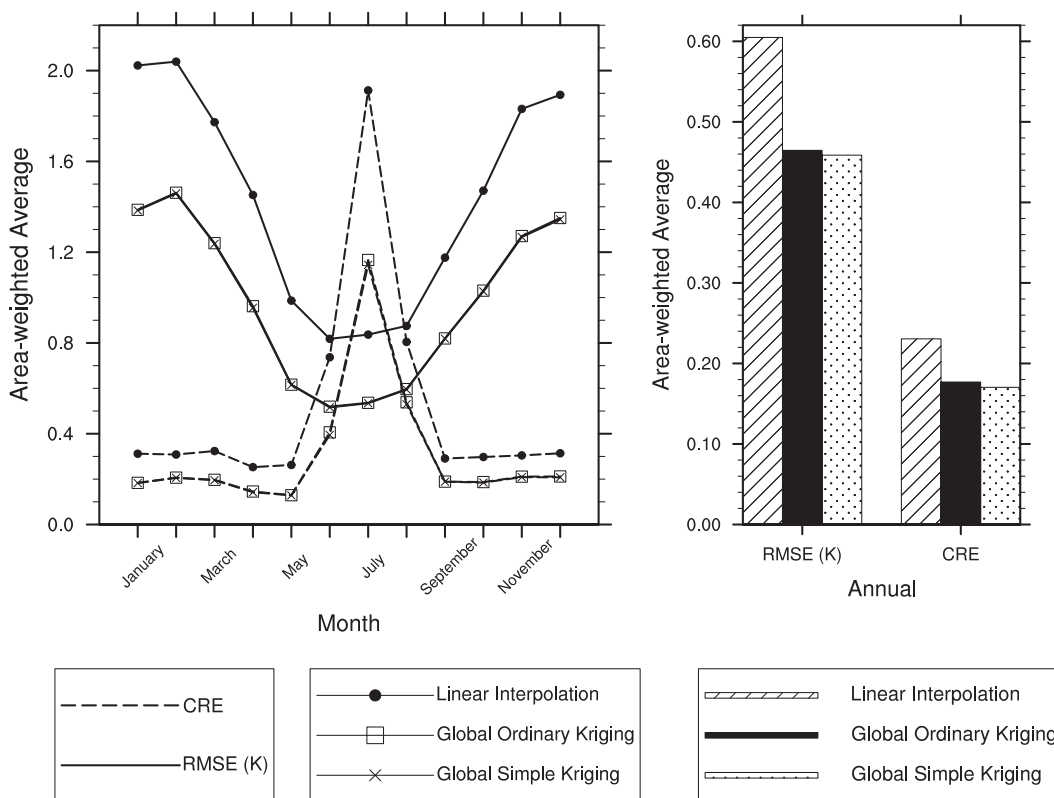 Area-weighted Average
2.0
1.6
1.2
0.8
0.4
0.0
January
March
May
July
September
November
Month
Area-weighted Average
0.60
0.50
0.40
0.30
0.20
0.10
0.00
RMSE (K)
CRE
Annual
CRE
RMSE (K)
Linear Interpolation
Global Ordinary Kriging
Global Simple Kriging
Linear Interpolation
Global Ordinary Kriging
Global Simple Kriging